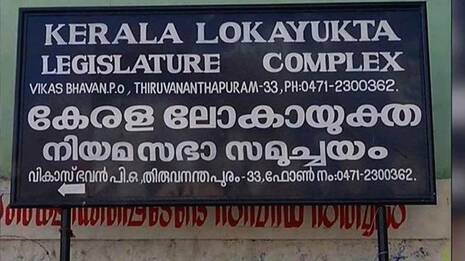 KERALA LOKAYUKTA
LEGISLATURE COMPLEX
VIKAS BHAVAN.P.o , THIRUVANANTHAPURAM-33, PH:0471-2300362.
കേരള ലോകായുക്ത
നിയമസഭാ സമുച്ചയം
വികാസ് ഭവൻ പി.ഒ, തിരുവനന്തപുരം -33, ഫോൺ നം:0471-2300362.